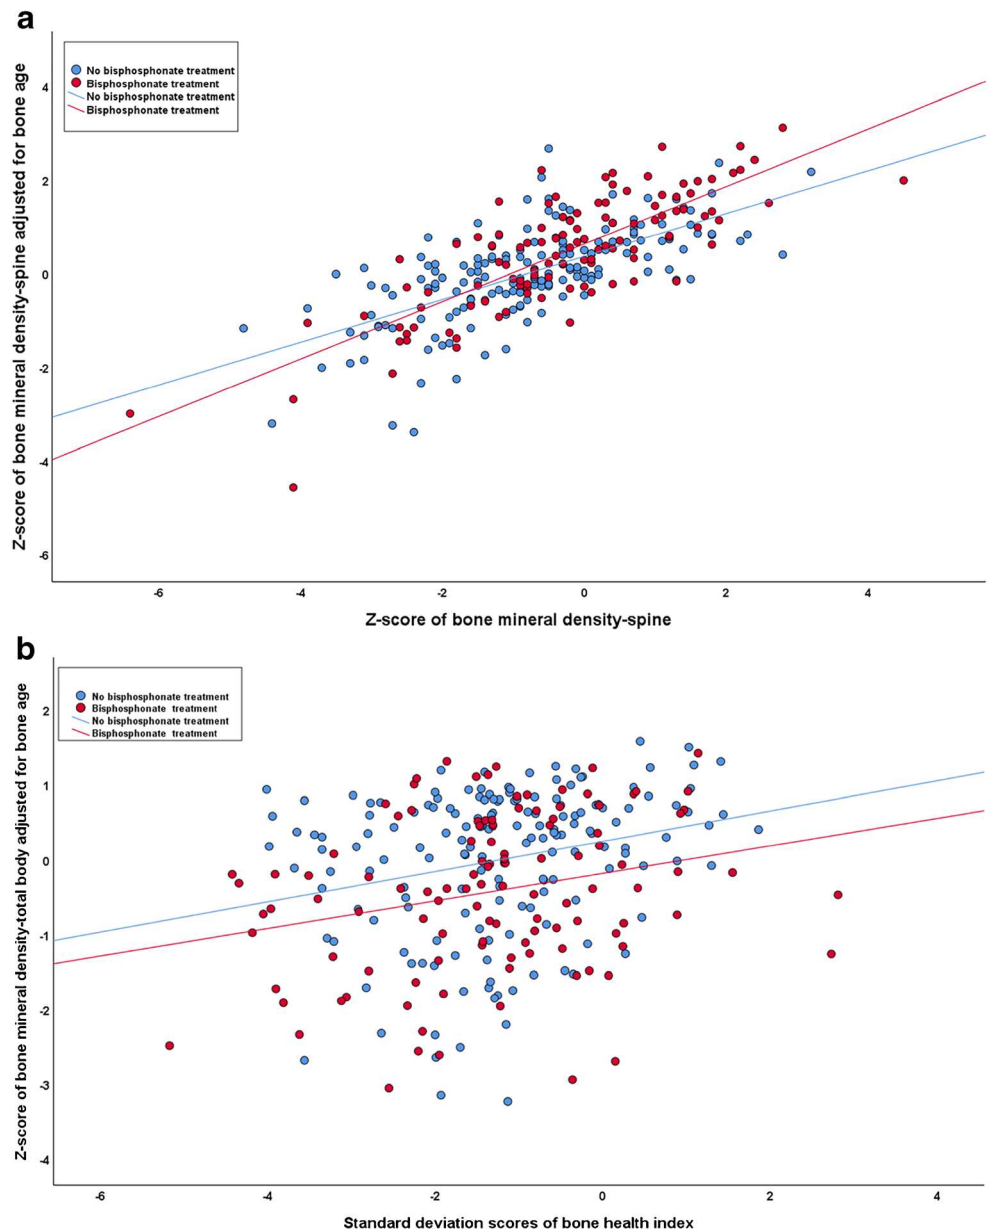 a
Z-score of bone mineral density-spine adjusted for bone age
No bisphosphonate treatment
Bisphosphonate treatment
No bisphosphonate treatment
Bisphosphonate treatment
4
2
0
-2
-4
-6
-6 -4 -2 0 2 4
Z-score of bone mineral density-spine
b
Z-score of bone mineral density-total body adjusted for bone age
No bisphosphonate treatment
Bisphosphonate treatment
No bisphosphonate treatment
Bisphosphonate treatment
2
1
0
-1
-2
-3
-4
-6 -4 -2 0 2 4
Standard deviation scores of bone health index